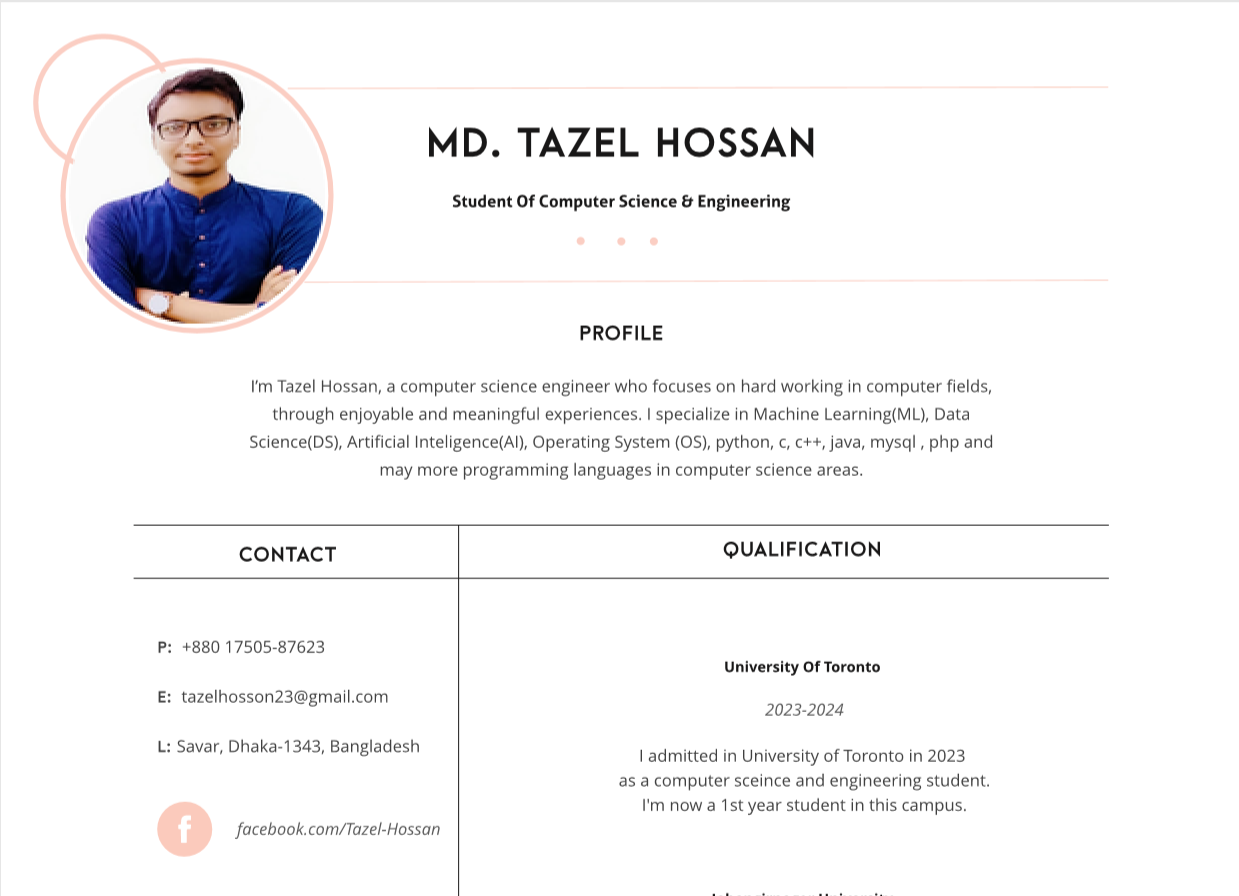 MD. TAZEL HOSSAN
Student Of Computer Science & Engineering
PROFILE
I'm Tazel Hossan, a computer science engineer who focuses on hard working in computer fields,
through enjoyable and meaningful experiences. I specialize in Machine Learning(ML), Data
Science(DS), Artificial Inteligence(AI), Operating System (OS), python, c, c++, java, mysql , php and
may more programming languages in computer science areas.
CONTACT
P: +880 17505-87623
E: tazelhosson23@gmail.com
L: Savar, Dhaka-1343, Bangladesh
facebook.com/Tazel-Hossan
QUALIFICATION
University Of Toronto
2023-2024
I admitted in University of Toronto in 2023
as a computer sceince and engineering student.
I'm now a 1st year student in this campus.